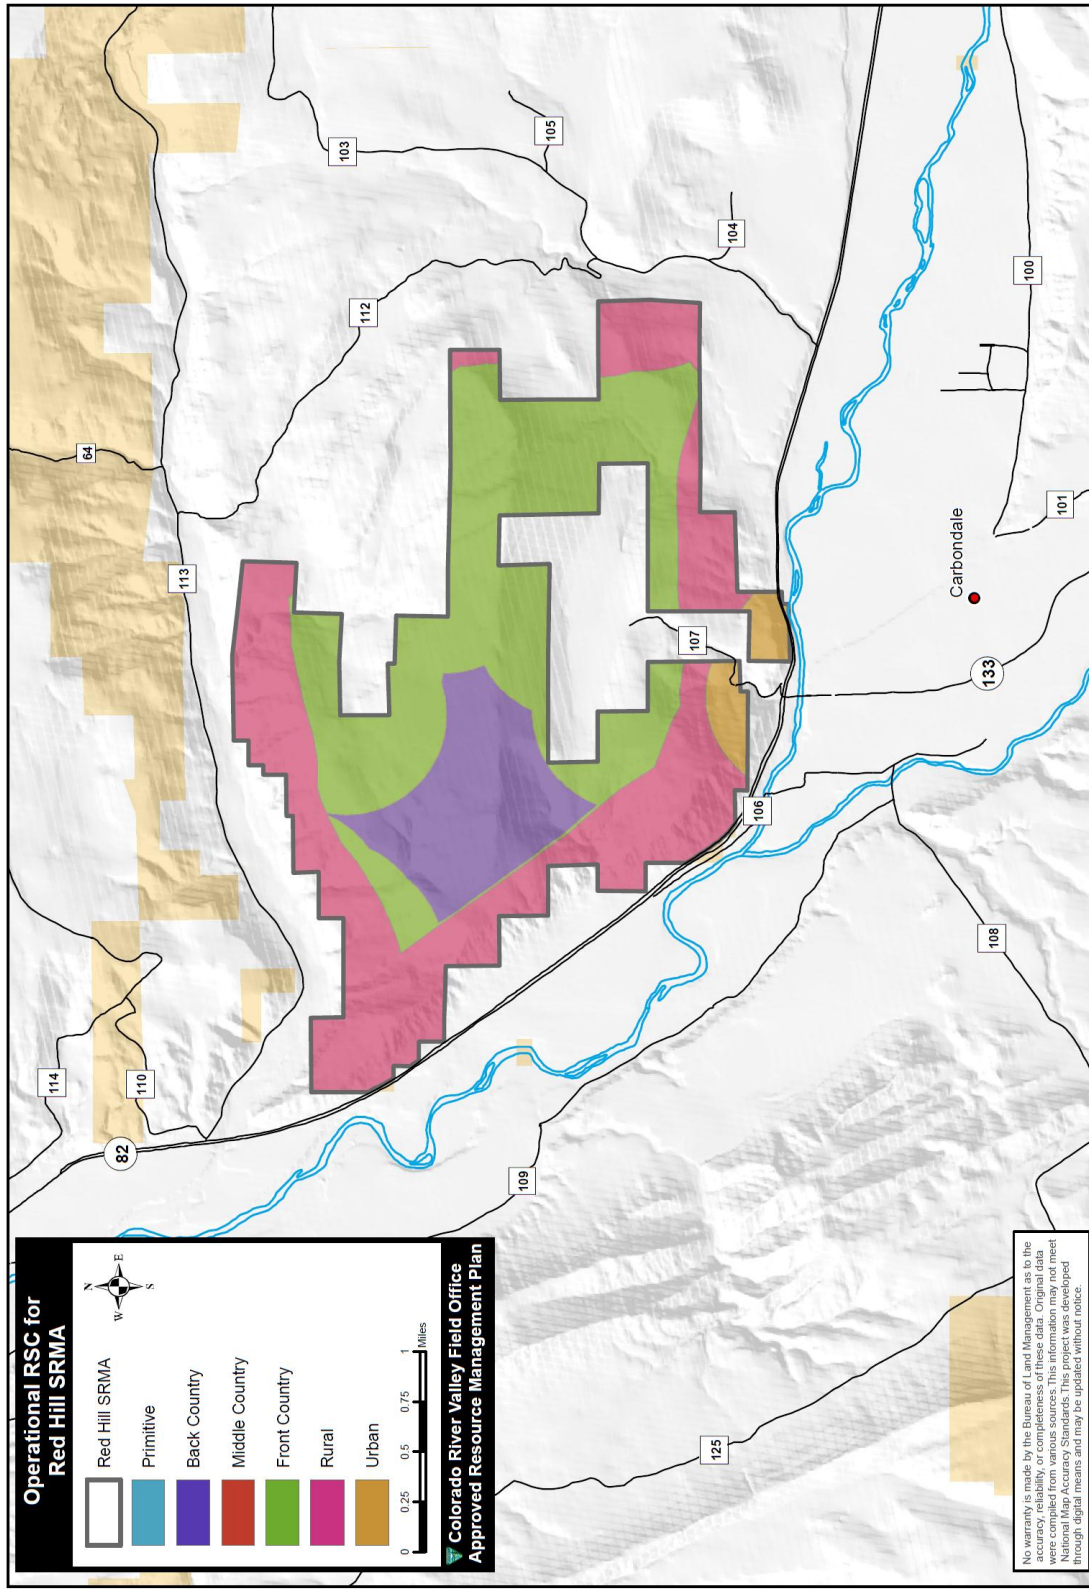 Operational RSC for
Red Hill SRMA
Red Hill SRMA
Primitive
Back Country
Middle Country
Front Country
Rural
Urban
N
W E
S
0 0.25 0.5 0.75 1
Miles
Colorado River Valley Field Office
Approved Resource Management Plan
82
114
110
113
64
112
103
105
104
107
106
109
125
108
133
Carbondale
101
100
No warranty is made by the Bureau of Land Management as to the
accuracy, reliability, or completeness of these data. Original data
were compiled from various sources. This information may not meet
National Map Accuracy Standards. This project was developed
through digital means and may be updated without notice.